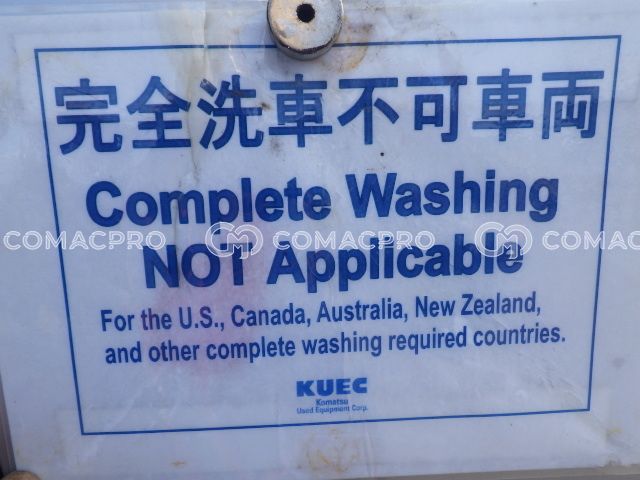 完全洗車不可車両
Complete Washing
COMACPRO COMACPRO COMACPRO
NOT Applicable
For the U.S., Canada, Australia, New Zealand,
and other complete washing required countries.
KUEC
Komatsu
Used Equipment Corp.